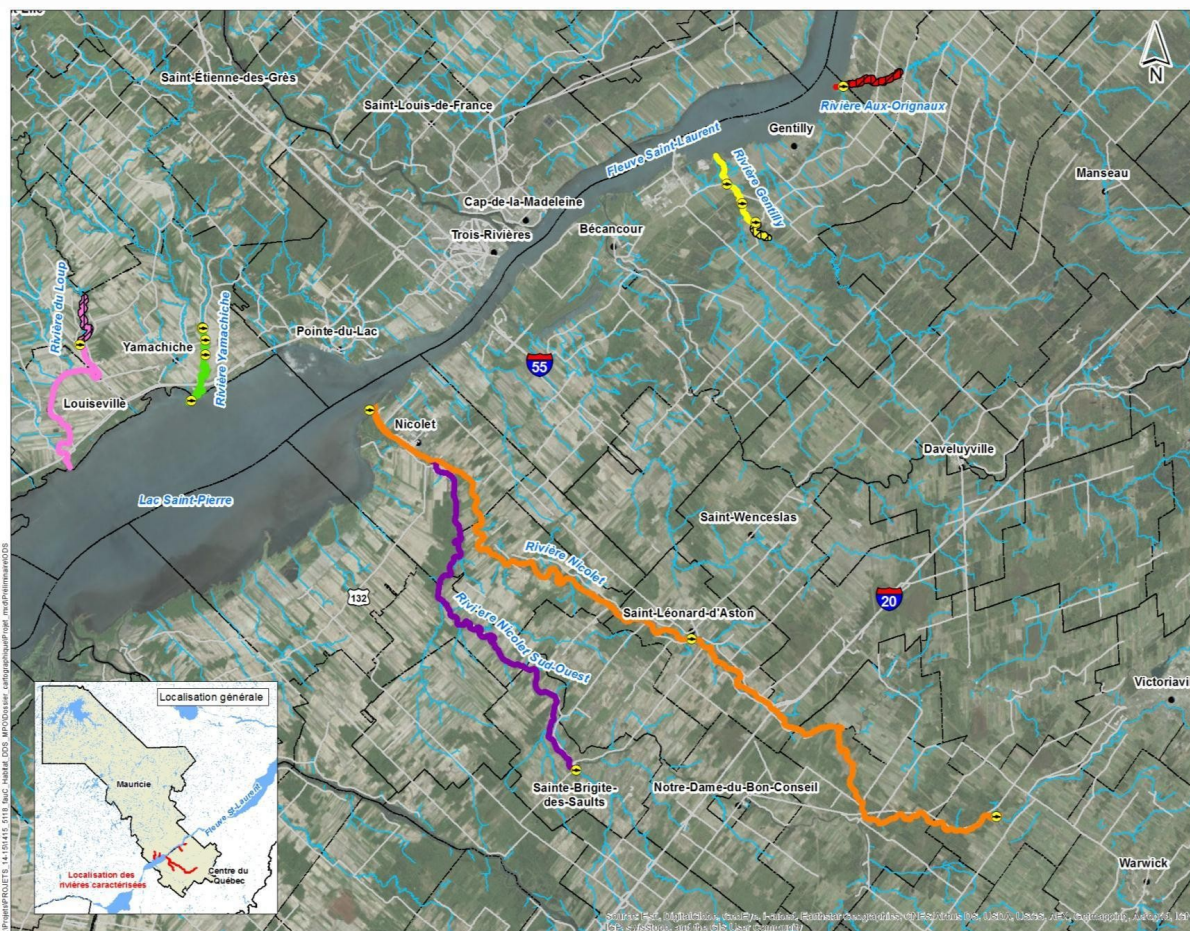 Saint-Étienne-des-Grès
Saint-Louis-de-France
Rivière Aux-Orignaux
Gentilly
Fleuve Saint-Laurent
Rivière Gentilly
Manseau
Cap-de-la-Madeleine
Trois-Rivières
Bécancour
Rivière du Loup
Rivière Yamachiche
Yamachiche
Pointe-du-Lac
55
Louiseville
Nicolet
Lac Saint-Pierre
Daveluyville
Saint-Wenceslas
Rivière Nicolet
132
20
Rivi`ere Nicolet Sud-Ouest
Saint-Léonard-d'Aston
Victoriavi
Sainte-Brigite-
des-Saults
Notre-Dame-du-Bon-Conseil
Warwick
N
Localisation générale
Mauricie
Fleuve St-Laurent
Localisation des
rivières caractérisées
Centre du
Québec